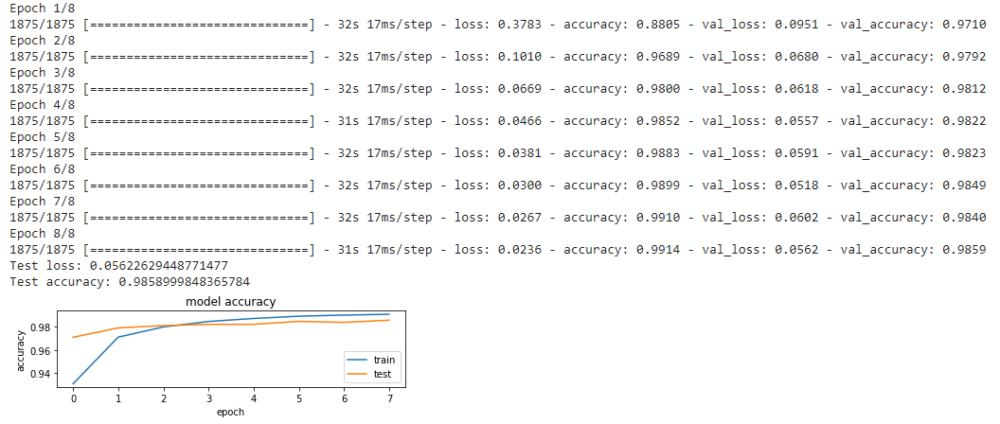 Epoch 1/8
1875/1875 [==============================] - 32s 17ms/step - loss: 0.3783 - accuracy: 0.8805 - val_loss: 0.0951 - val_accuracy: 0.9710
Epoch 2/8
1875/1875 [==============================] - 32s 17ms/step - loss: 0.1010 - accuracy: 0.9689 - val_loss: 0.0680 - val_accuracy: 0.9792
Epoch 3/8
1875/1875 [==============================] - 32s 17ms/step - loss: 0.0669 - accuracy: 0.9800 - val_loss: 0.0618 - val_accuracy: 0.9812
Epoch 4/8
1875/1875 [==============================] - 31s 17ms/step - loss: 0.0466 - accuracy: 0.9852 - val_loss: 0.0557 - val_accuracy: 0.9822
Epoch 5/8
1875/1875 [==============================] - 32s 17ms/step - loss: 0.0381 - accuracy: 0.9883 - val_loss: 0.0591 - val_accuracy: 0.9823
Epoch 6/8
1875/1875 [==============================] - 32s 17ms/step - loss: 0.0300 - accuracy: 0.9899 - val_loss: 0.0518 - val_accuracy: 0.9849
Epoch 7/8
1875/1875 [==============================] - 32s 17ms/step - loss: 0.0267 - accuracy: 0.9910 - val_loss: 0.0602 - val_accuracy: 0.9840
Epoch 8/8
1875/1875 [==============================] - 31s 17ms/step - loss: 0.0236 - accuracy: 0.9914 - val_loss: 0.0562 - val_accuracy: 0.9859
Test loss: 0.05622629448771477
Test accuracy: 0.9858999848365784
model accuracy
accuracy
0.98
0.96
0.94
train
test
0 1 2 3 4 5 6 7
epoch